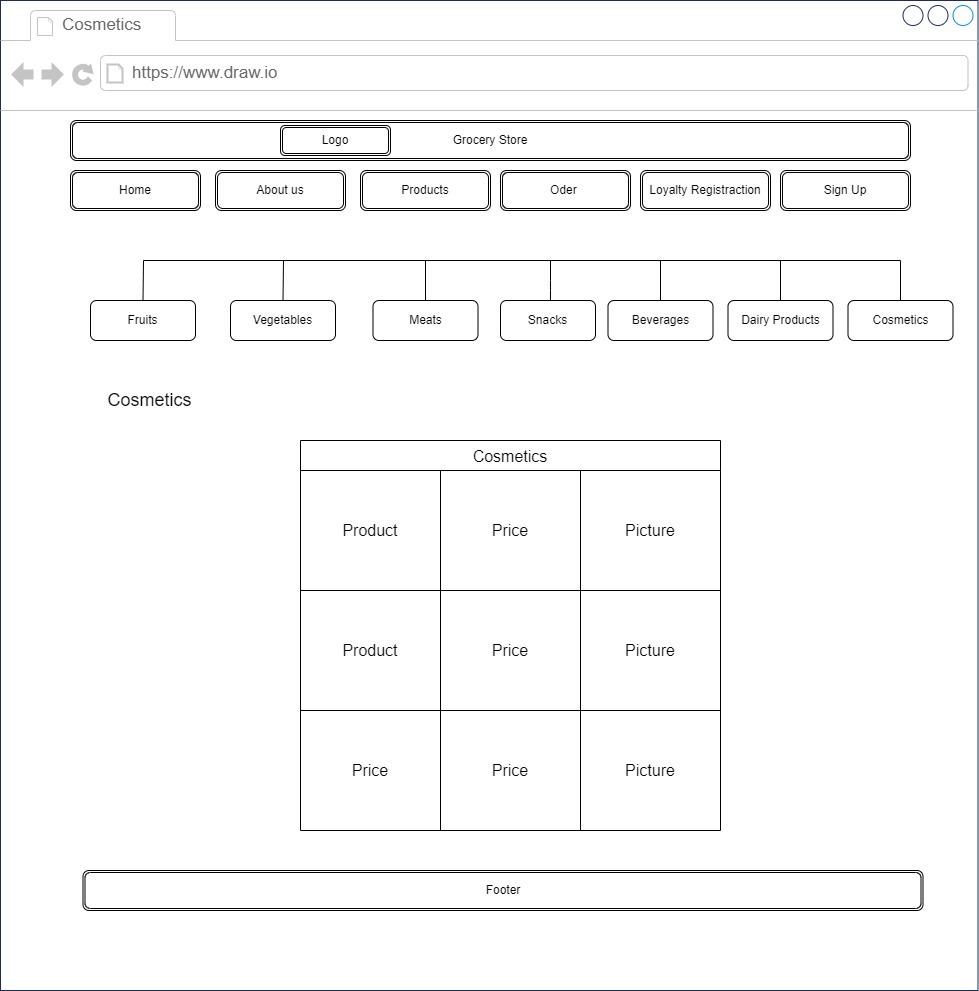 Cosmetics
https://www.draw.io
Logo
Grocery Store
Home
About us
Products
Oder
Loyalty Registraction
Sign Up
Fruits
Vegetables
Meats
Snacks
Beverages
Dairy Products
Cosmetics
Cosmetics
Cosmetics
Product
Price
Picture
Product
Price
Picture
Price
Price
Picture
Footer